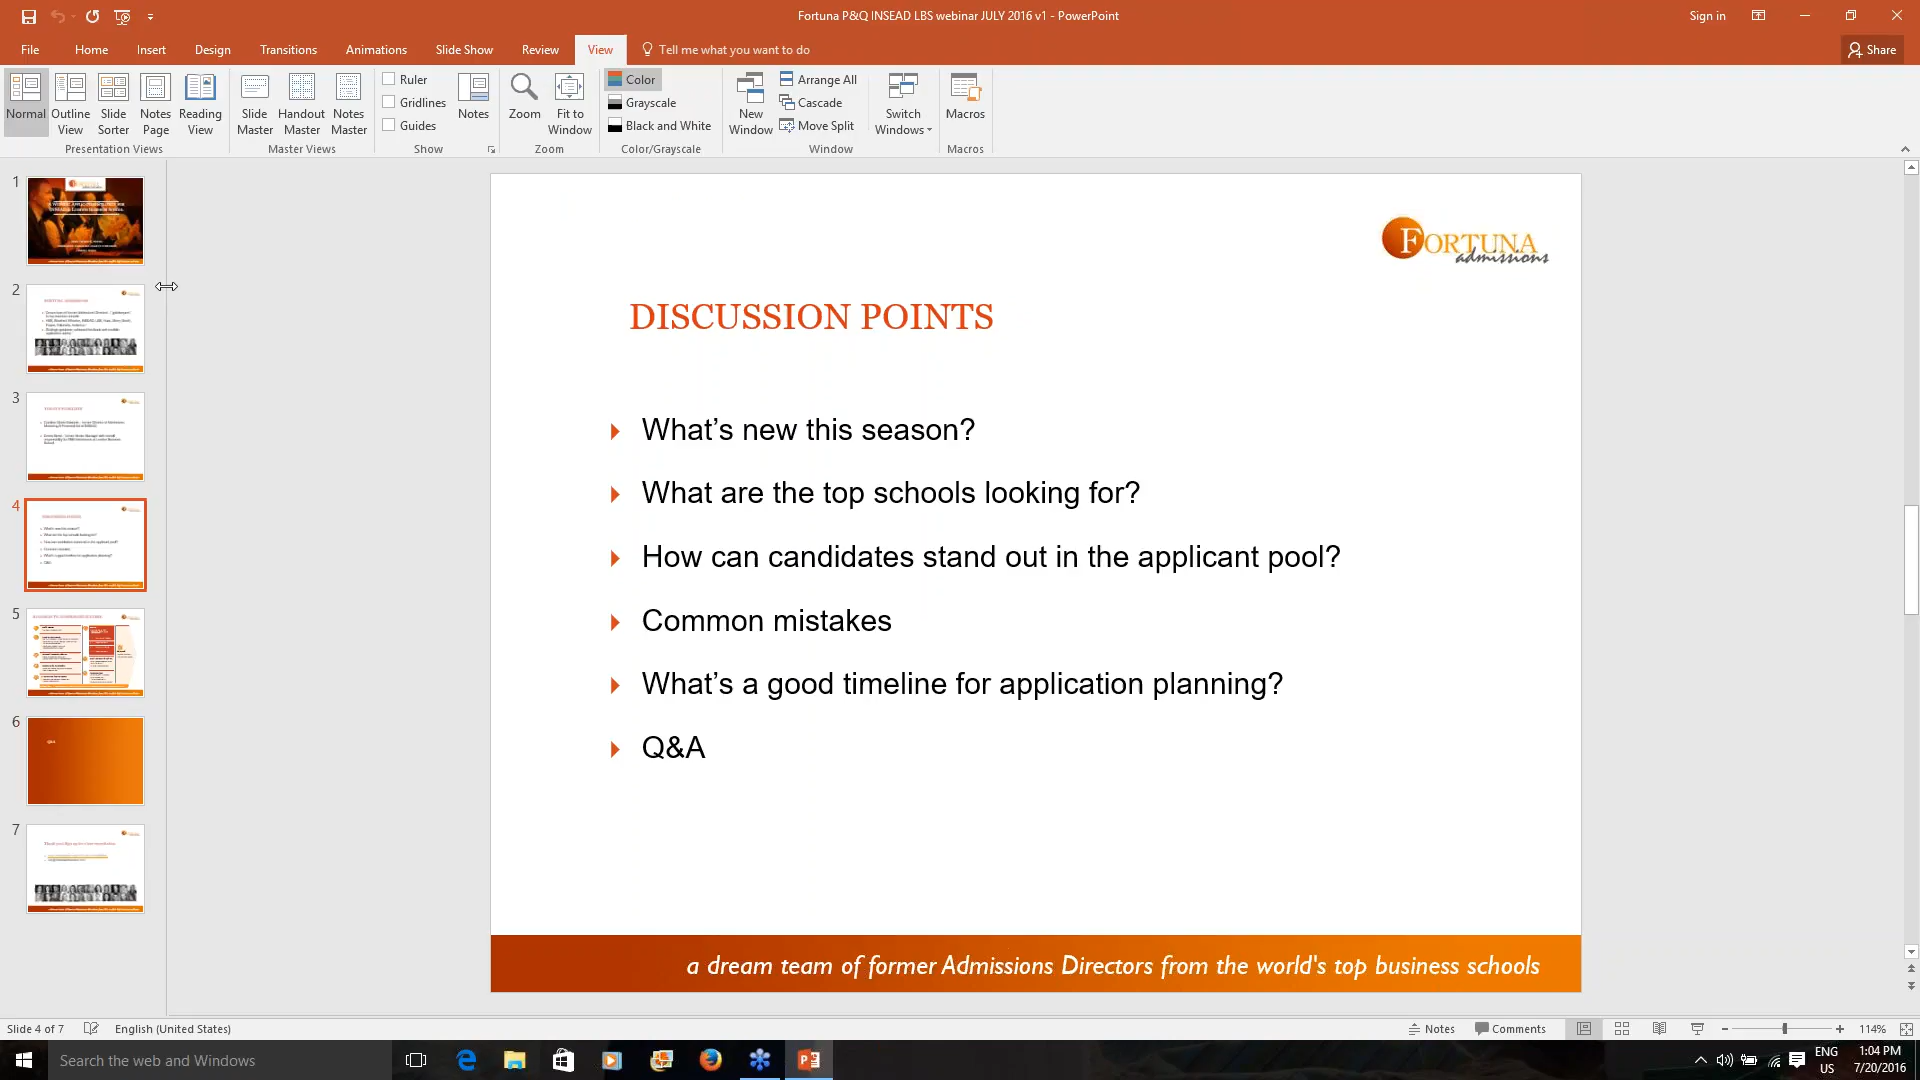 Fortuna P&Q INSEAD LBS webinar JULY 2016 v1 - PowerPoint
Sign in
File Home Insert Design Transitions Animations Slide Show Review View Tell me what you want to do
Share
Normal Outline View Slide Sorter Notes Page Reading View
Slide Master Handout Master Notes Master
Ruler
Gridlines
Guides
Notes
Zoom Fit to Window
Color
Grayscale
Black and White
New Window
Arrange All
Cascade
Move Split
Switch Windows
Macros
Presentation Views Master Views Show Zoom Color/Grayscale Window Macros
1
2
3
4
5
6
Q&A
7
FORTUNA
admissions
DISCUSSION POINTS
What's new this season?
What are the top schools looking for?
How can candidates stand out in the applicant pool?
Common mistakes
What's a good timeline for application planning?
Q&A
a dream team of former Admissions Directors from the world's top business schools
Slide 4 of 7 English (United States) Notes Comments 114%
Search the web and Windows
ENG
US
1:04 PM
7/20/2016